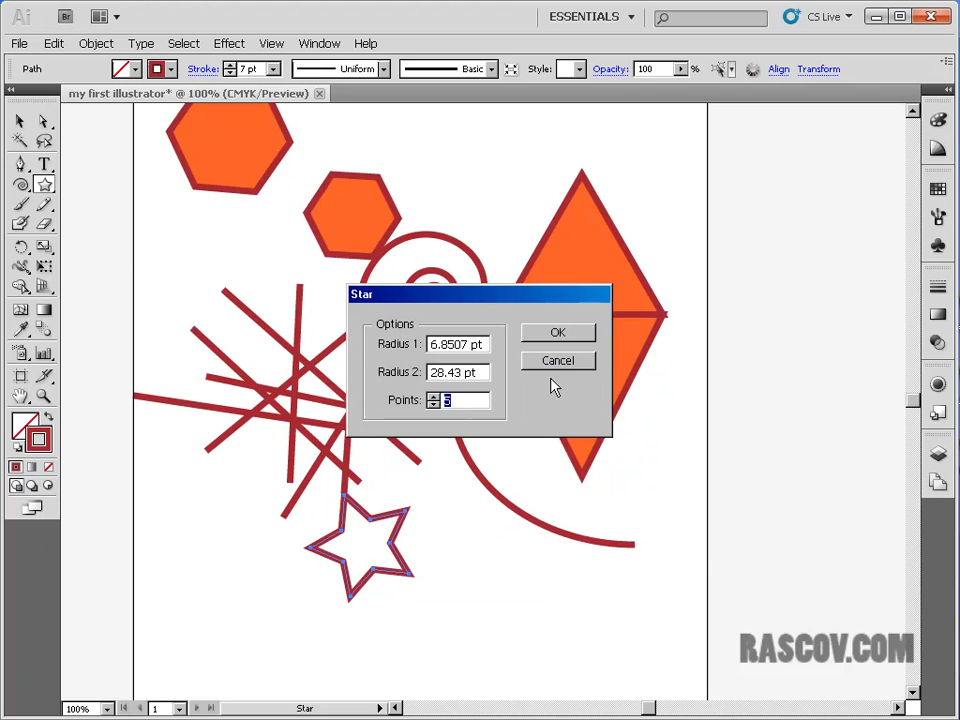 Ai Br ESSENTIALS CS Live
File Edit Object Type Select Effect View Window Help
Path Stroke: 7 pt Uniform Basic Style: Opacity: 100 % Align Transform
my first illustrator* @ 100% (CMYK/Preview)
T
Star
Options
Radius 1: 6.8507 pt OK
Radius 2: 28.43 pt Cancel
Points: 5
RASCOV.COM
100% 1 Star